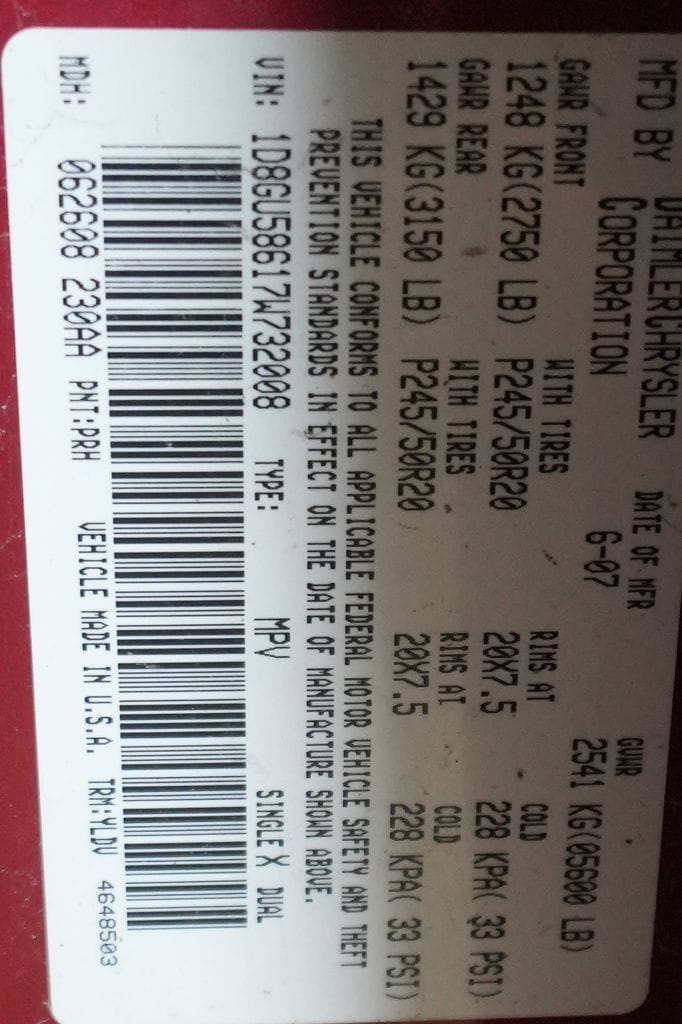 MFD BY DAIMLERCHRYSLER CORPORATION DATE OF MFR 6-07 GVWR 2541 KG(05600 LB)
GAWR FRONT WITH TIRES RIMS AT COLD
1248 KG(2750 LB) P245/50R20 20X7.5 228 KPA( 33 PSI)
GAWR REAR WITH TIRES RIMS AT COLD
1429 KG(3150 LB) P245/50R20 20X7.5 228 KPA( 33 PSI)
THIS VEHICLE CONFORMS TO ALL APPLICABLE FEDERAL MOTOR VEHICLE SAFETY AND THEFT
PREVENTION STANDARDS IN EFFECT ON THE DATE OF MANUFACTURE SHOWN ABOVE.
VIN: 1D8GU58617W732008 TYPE: MPV SINGLE X DUAL
MDH: 062608 230AA PNT:PRH VEHICLE MADE IN U.S.A. TRM:YLDV 4648503